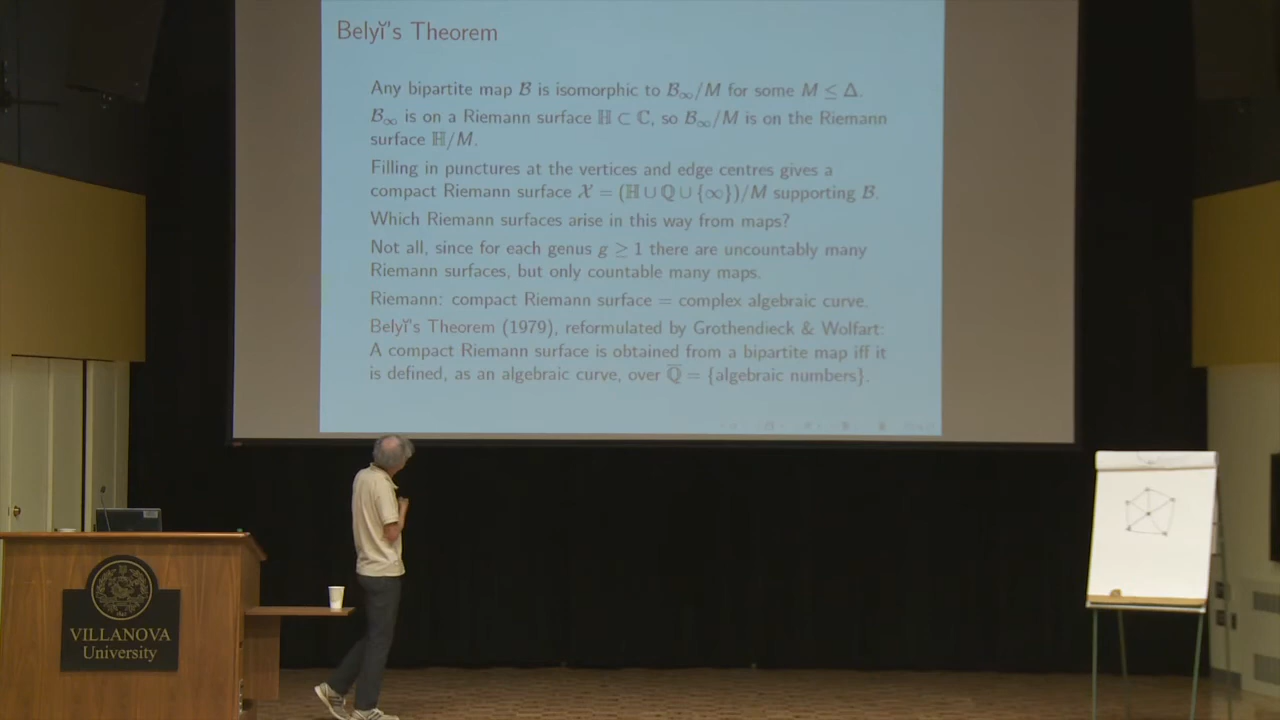 Belyĭ's Theorem
Any bipartite map 𝓑 is isomorphic to 𝓑∞/M for some M ≤ Δ.
𝓑∞ is on a Riemann surface ℍ ⊂ ℂ, so 𝓑∞/M is on the Riemann
surface ℍ/M.
Filling in punctures at the vertices and edge centres gives a
compact Riemann surface 𝒳 = (ℍ ∪ ℚ ∪ {∞})/M supporting 𝓑.
Which Riemann surfaces arise in this way from maps?
Not all, since for each genus g ≥ 1 there are uncountably many
Riemann surfaces, but only countable many maps.
Riemann: compact Riemann surface = complex algebraic curve.
Belyĭ's Theorem (1979), reformulated by Grothendieck & Wolfart:
A compact Riemann surface is obtained from a bipartite map iff it
is defined, as an algebraic curve, over ℚ̅ = {algebraic numbers}.
VILLANOVA
University